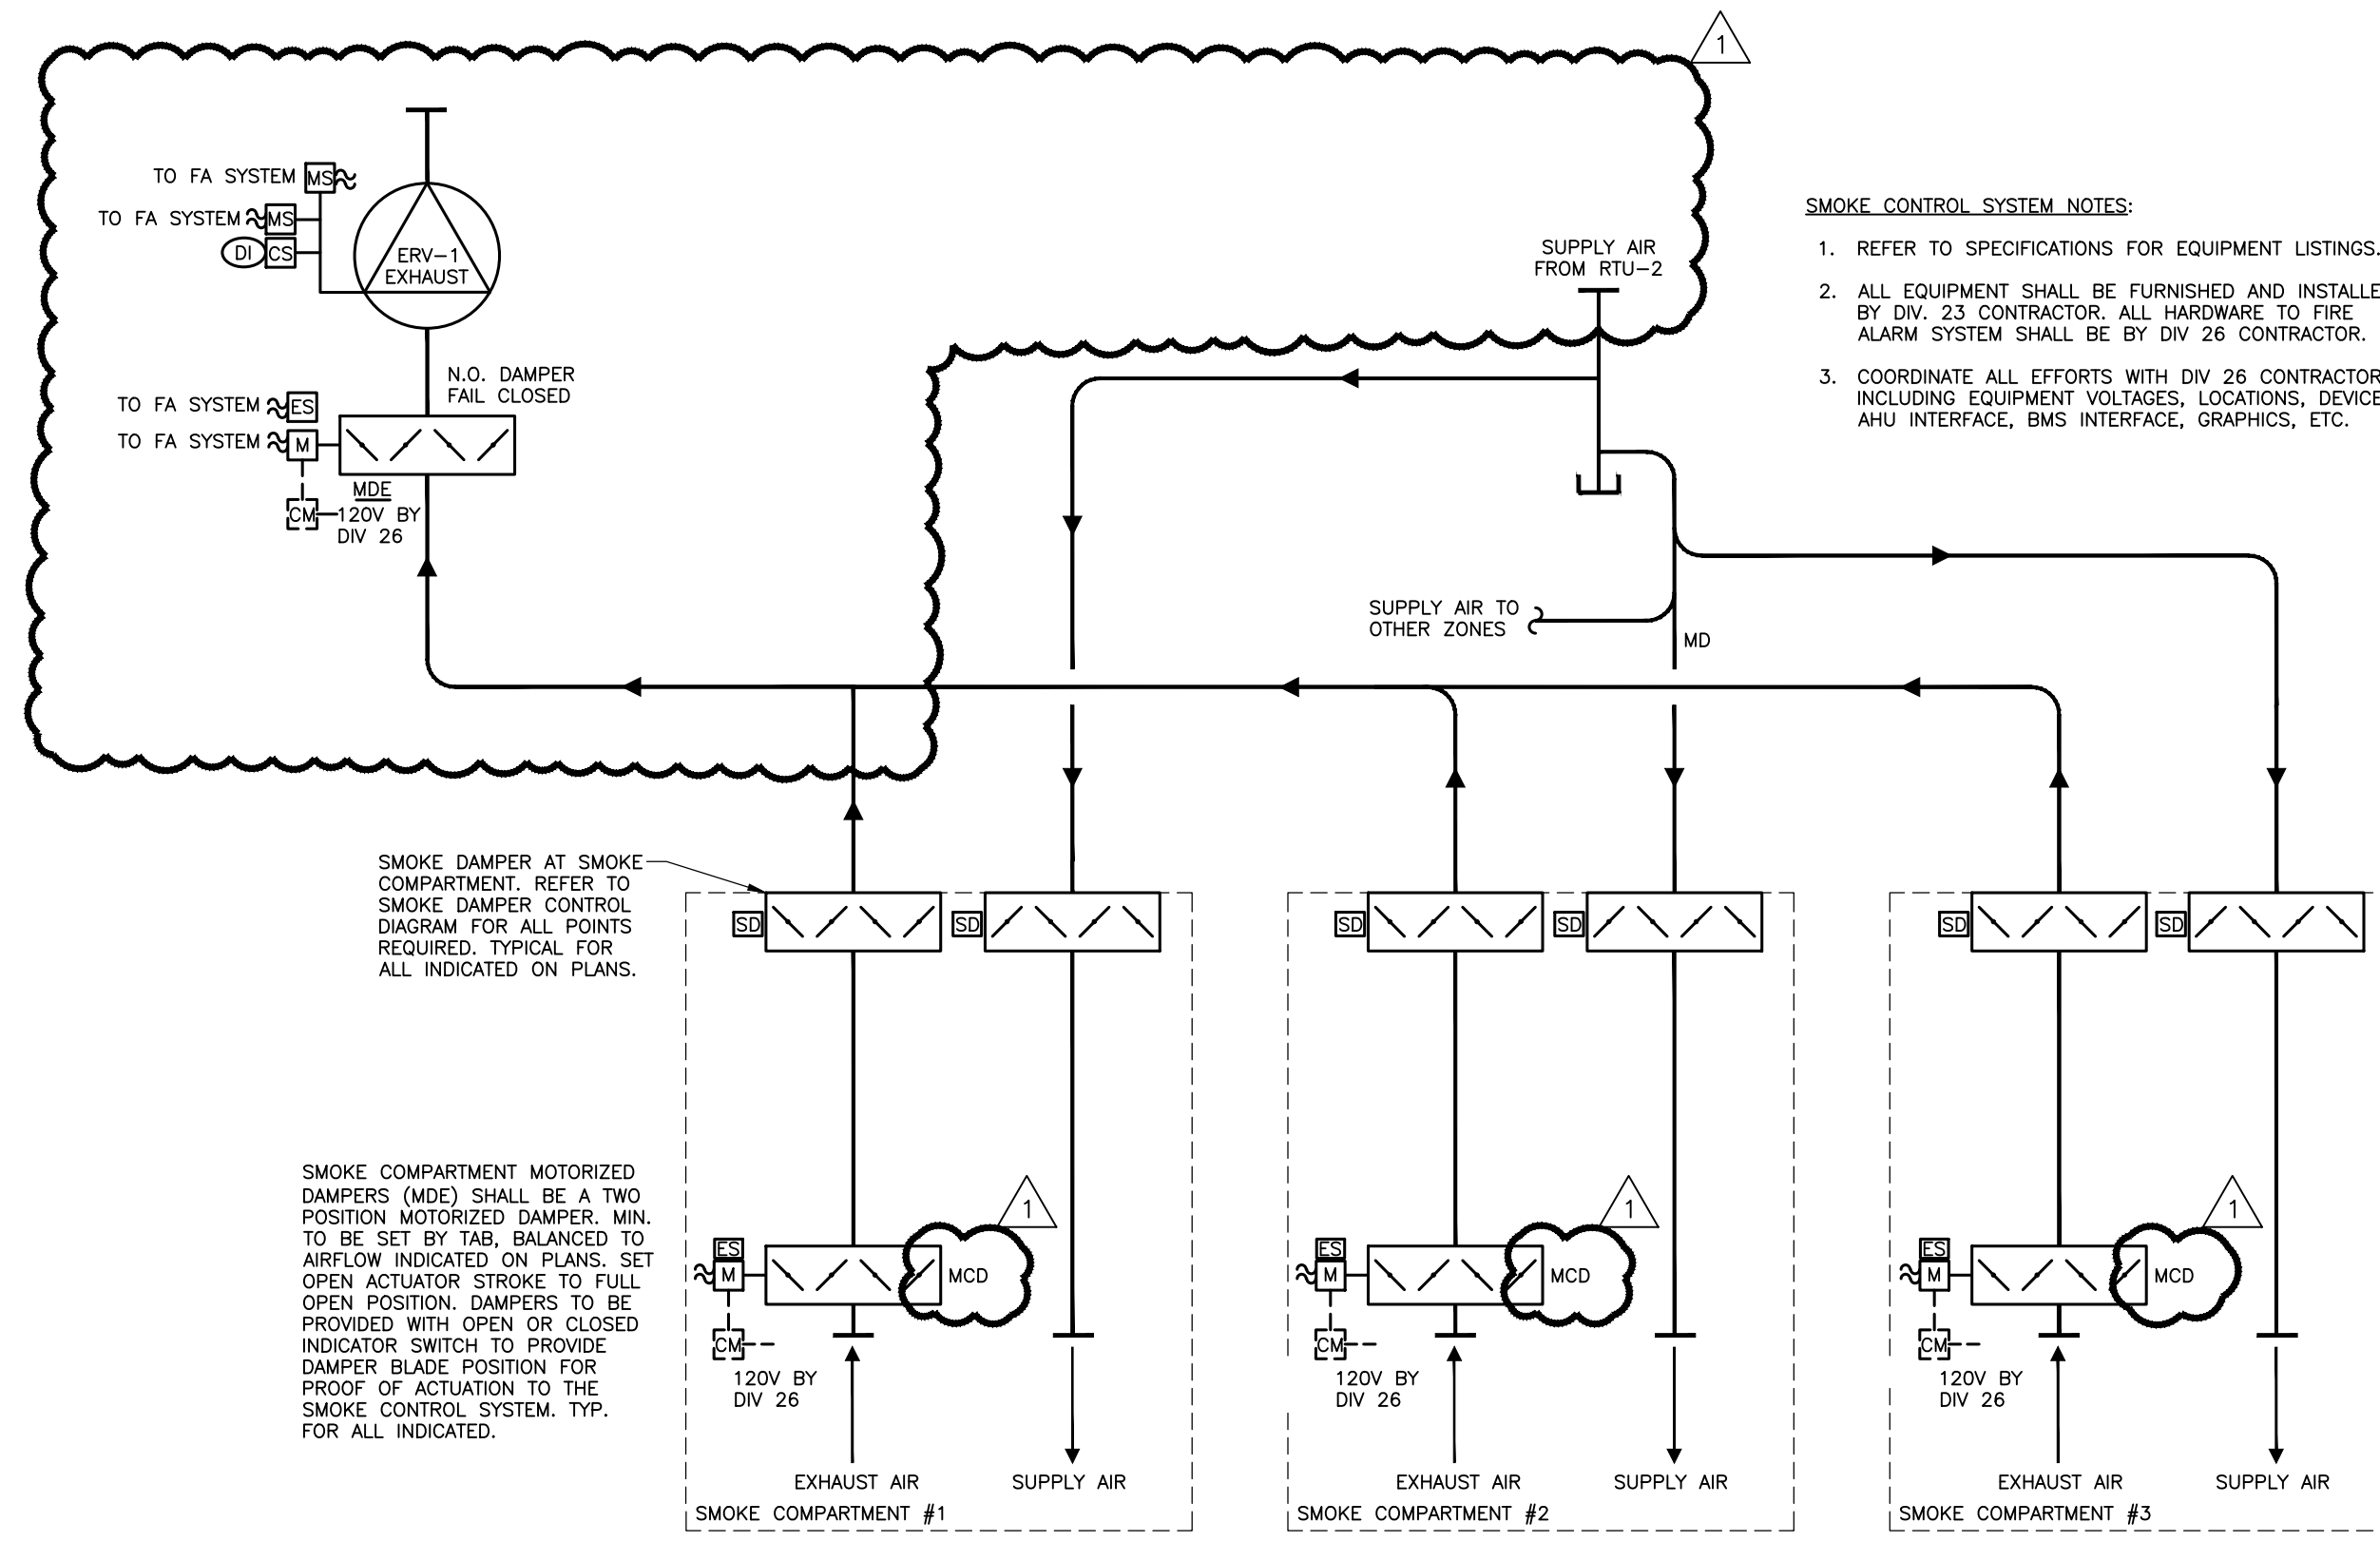 1
TO FA SYSTEM MS
TO FA SYSTEM MS
DI CS
ERV-1
EXHAUST
SUPPLY AIR
FROM RTU-2
SMOKE CONTROL SYSTEM NOTES:
1. REFER TO SPECIFICATIONS FOR EQUIPMENT LISTINGS.
2. ALL EQUIPMENT SHALL BE FURNISHED AND INSTALLE
BY DIV. 23 CONTRACTOR. ALL HARDWARE TO FIRE
ALARM SYSTEM SHALL BE BY DIV 26 CONTRACTOR.
3. COORDINATE ALL EFFORTS WITH DIV 26 CONTRACTOR
INCLUDING EQUIPMENT VOLTAGES, LOCATIONS, DEVICE
AHU INTERFACE, BMS INTERFACE, GRAPHICS, ETC.
N.O. DAMPER
FAIL CLOSED
TO FA SYSTEM ES
TO FA SYSTEM M
MDE
CM 120V BY
DIV 26
SUPPLY AIR TO
OTHER ZONES
MD
SMOKE DAMPER AT SMOKE
COMPARTMENT. REFER TO
SMOKE DAMPER CONTROL
DIAGRAM FOR ALL POINTS
REQUIRED. TYPICAL FOR
ALL INDICATED ON PLANS.
SD
SD
SD
SD
SD
SD
SMOKE COMPARTMENT MOTORIZED
DAMPERS (MDE) SHALL BE A TWO
POSITION MOTORIZED DAMPER. MIN.
TO BE SET BY TAB, BALANCED TO
AIRFLOW INDICATED ON PLANS. SET
OPEN ACTUATOR STROKE TO FULL
OPEN POSITION. DAMPERS TO BE
PROVIDED WITH OPEN OR CLOSED
INDICATOR SWITCH TO PROVIDE
DAMPER BLADE POSITION FOR
PROOF OF ACTUATION TO THE
SMOKE CONTROL SYSTEM. TYP.
FOR ALL INDICATED.
1
ES
M
MCD
CM
120V BY
DIV 26
EXHAUST AIR
SUPPLY AIR
SMOKE COMPARTMENT #1
1
ES
M
MCD
CM
120V BY
DIV 26
EXHAUST AIR
SUPPLY AIR
SMOKE COMPARTMENT #2
1
ES
M
MCD
CM
120V BY
DIV 26
EXHAUST AIR
SUPPLY AIR
SMOKE COMPARTMENT #3